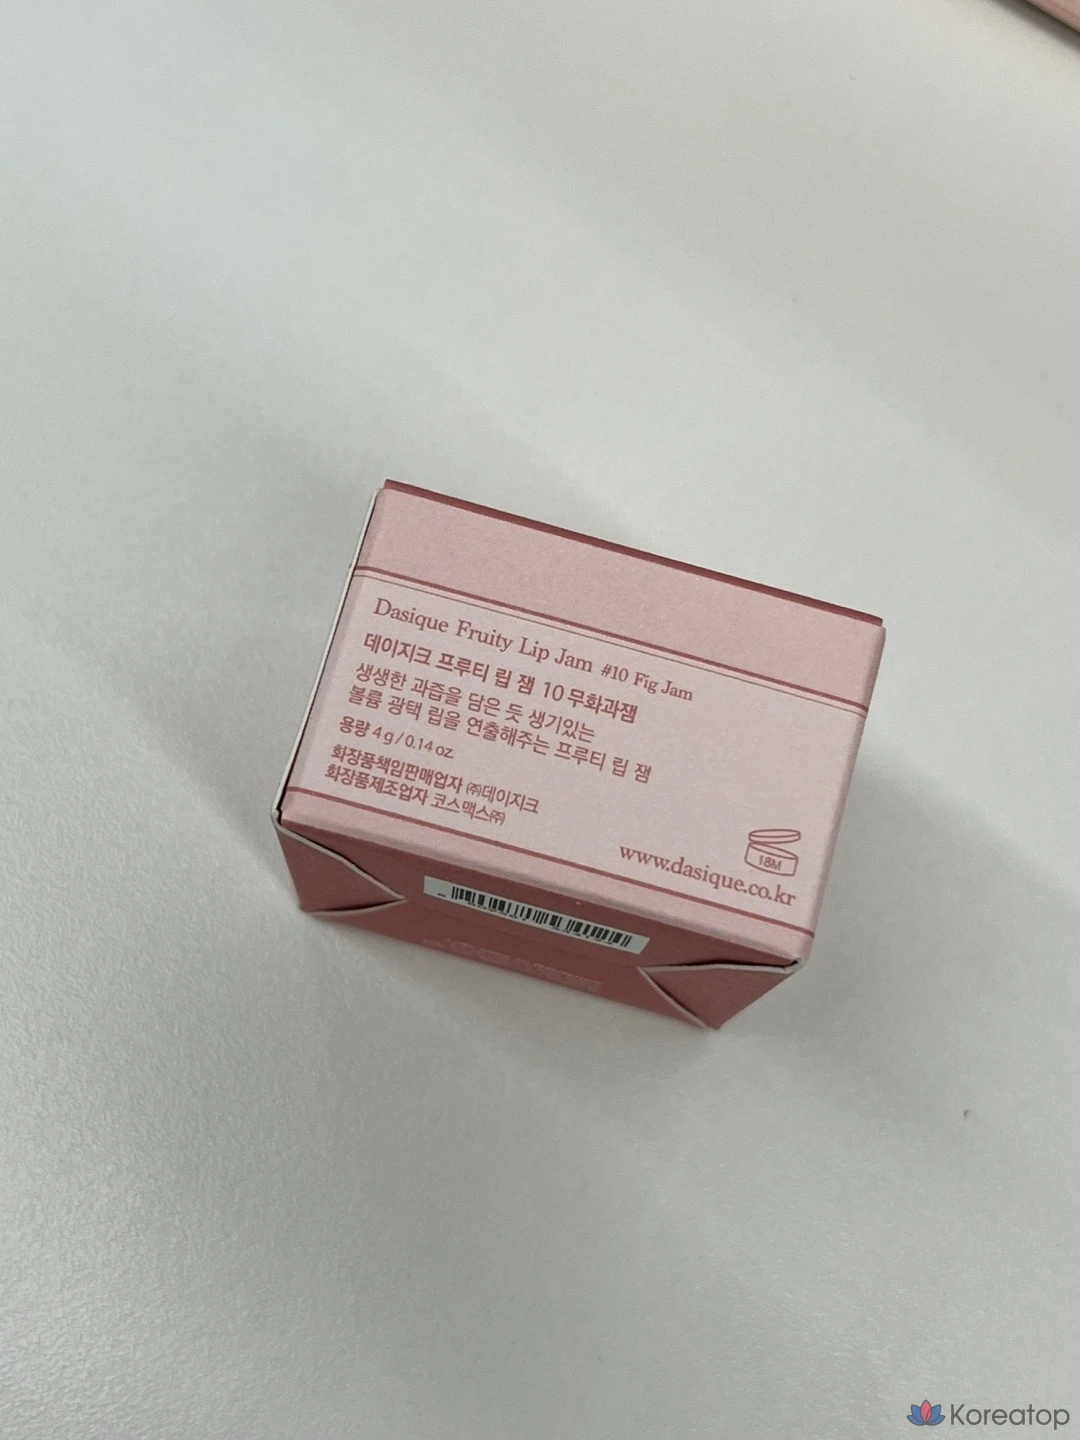 Dasique Fruity Lip Jam #10 Fig Jam
데이지크 프루티 립 잼 10 무화과잼
생생한 과즙을 담은 듯 생기있는
볼륨 광택 립을 연출해주는 프루티 립 잼
용량 4g/0.14oz.
화장품책임판매업자 ㈜데이지크
화장품제조업자 코스맥스㈜
18M
www.dasique.co.kr
Koreatop